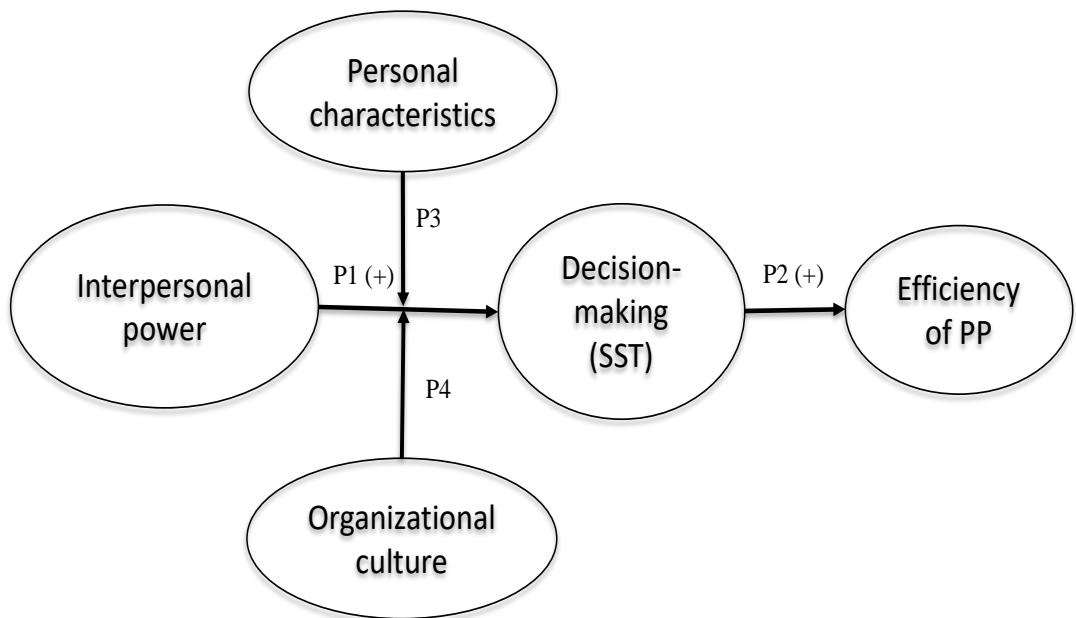 Personal
characteristics
P3
Interpersonal
power
P1 (+)
Decision-
making
(SST)
P2 (+)
Efficiency
of PP
P4
Organizational
culture